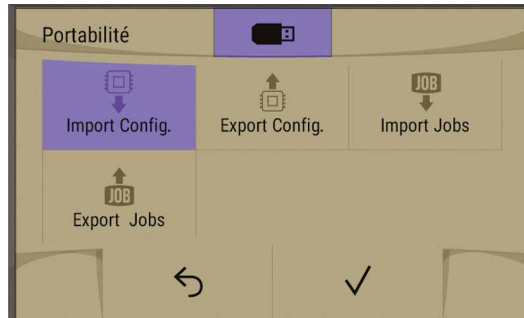 Portabilité
JOB
Import Config.
Export Config.
Import Jobs
JOB
Export Jobs